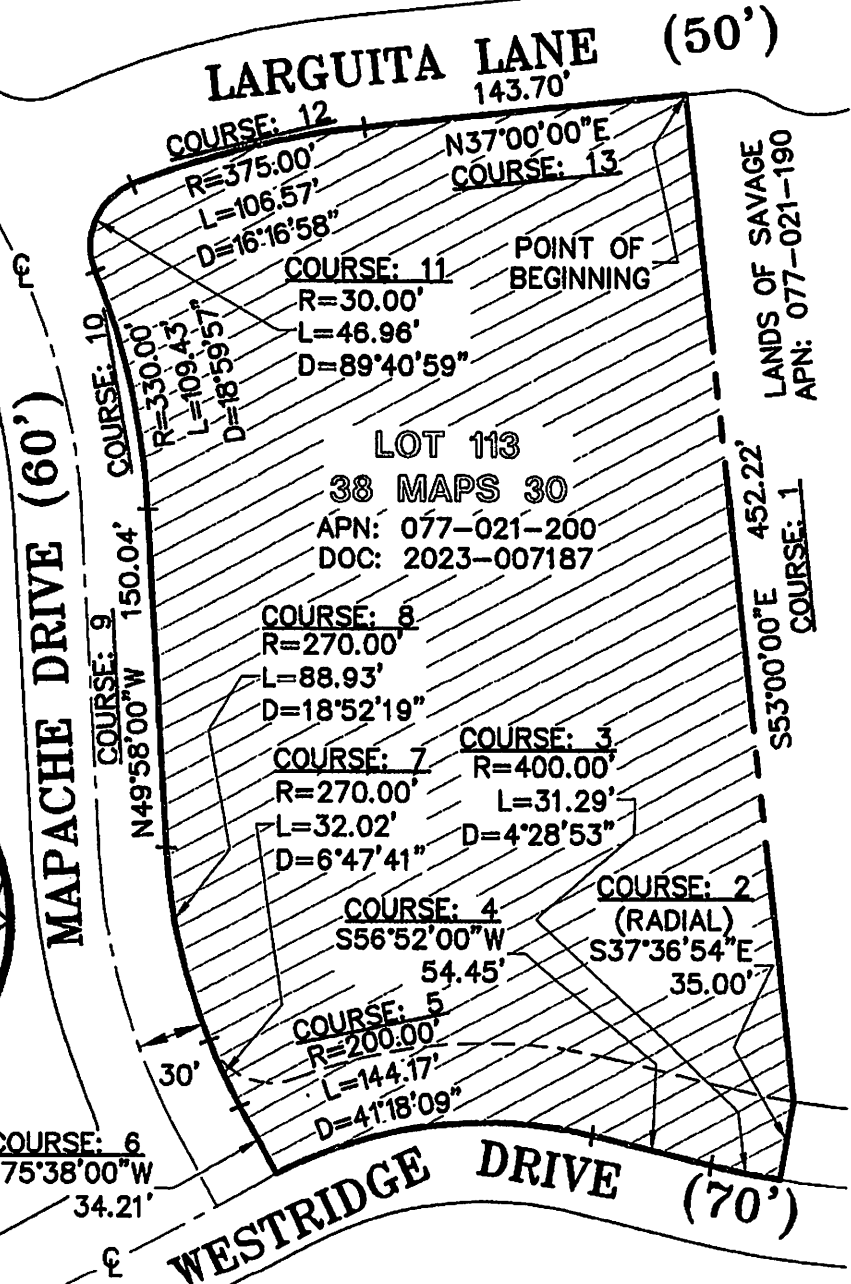 LARGUITA LANE (50')
143.70'
N37°00'00"E
COURSE: 13
COURSE: 12
R=375.00'
L=106.57'
D=16°16'58"
POINT OF
BEGINNING
LANDS OF SAVAGE
APN: 077-021-190
COURSE: 11
R=30.00'
L=46.96'
D=89°40'59"
COURSE: 10
R=330.00'
L=109.43'
D=18°59'57"
LOT 113
38 MAPS 30
APN: 077-021-200
DOC: 2023-007187
S53°00'00"E 452.22'
COURSE: 1
MAPACHE DRIVE (60')
COURSE: 9
N49°58'00"W 150.04'
COURSE: 8
R=270.00'
L=88.93'
D=18°52'19"
COURSE: 7
R=270.00'
L=32.02'
D=6°47'41"
COURSE: 3
R=400.00'
L=31.29'
D=4°28'53"
COURSE: 4
S56°52'00"W
54.45'
COURSE: 2
(RADIAL)
S37°36'54"E
35.00'
COURSE: 5
R=200.00'
L=144.17'
D=41°18'09"
30'
COURSE: 6
75°38'00"W
34.21'
WESTRIDGE DRIVE (70')
℄
℄